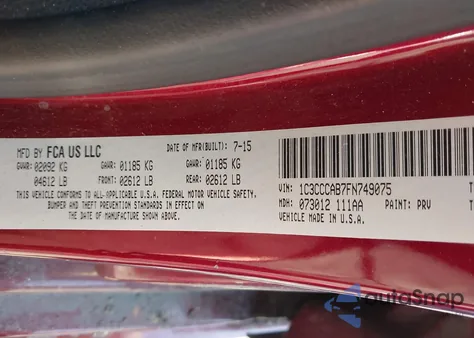 MFD BY FCA US LLC
DATE OF MFR(BUILT): 7-15
GVWR: 02092 KG GAWR: 01185 KG GAWR: 01185 KG
04612 LB FRONT: 02612 LB REAR: 02612 LB
THIS VEHICLE CONFORMS TO ALL-APPLICABLE U.S.A. FEDERAL MOTOR VEHICLE SAFETY,
BUMPER AND THEFT PREVENTION STANDARDS IN EFFECT ON
THE DATE OF MANUFACTURE SHOWN ABOVE.
VIN: 1C3CCCAB7FN749075
MDH: 073012 111AA PAINT: PRV
VEHICLE MADE IN U.S.A.
AutoSnap